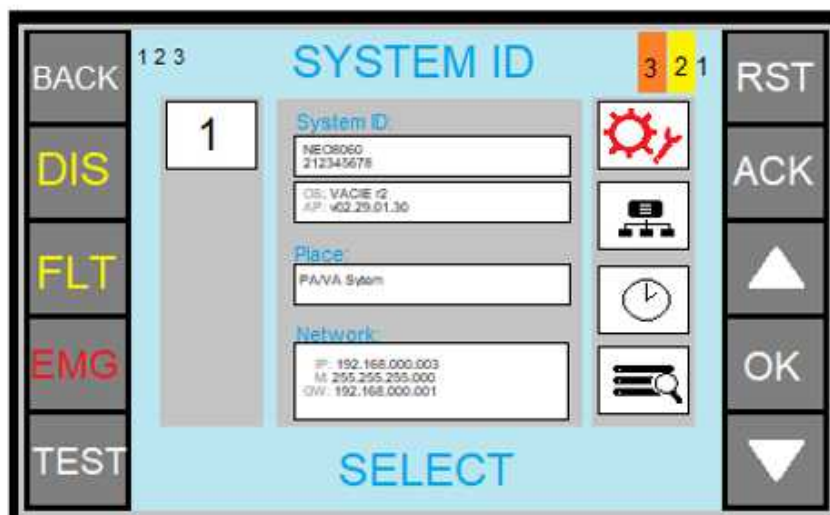 BACK
DIS
FLT
EMG
TEST
1 2 3
SYSTEM ID
3 2 1
1
System ID:
NEO8060
212345678
OS: VACIE r2
AP: v02.29.01.30
Place:
PA/VA Sytom
Network:
IP: 192.168.000.003
M: 255.255.255.000
GW: 192.168.000.001
SELECT
RST
ACK
OK